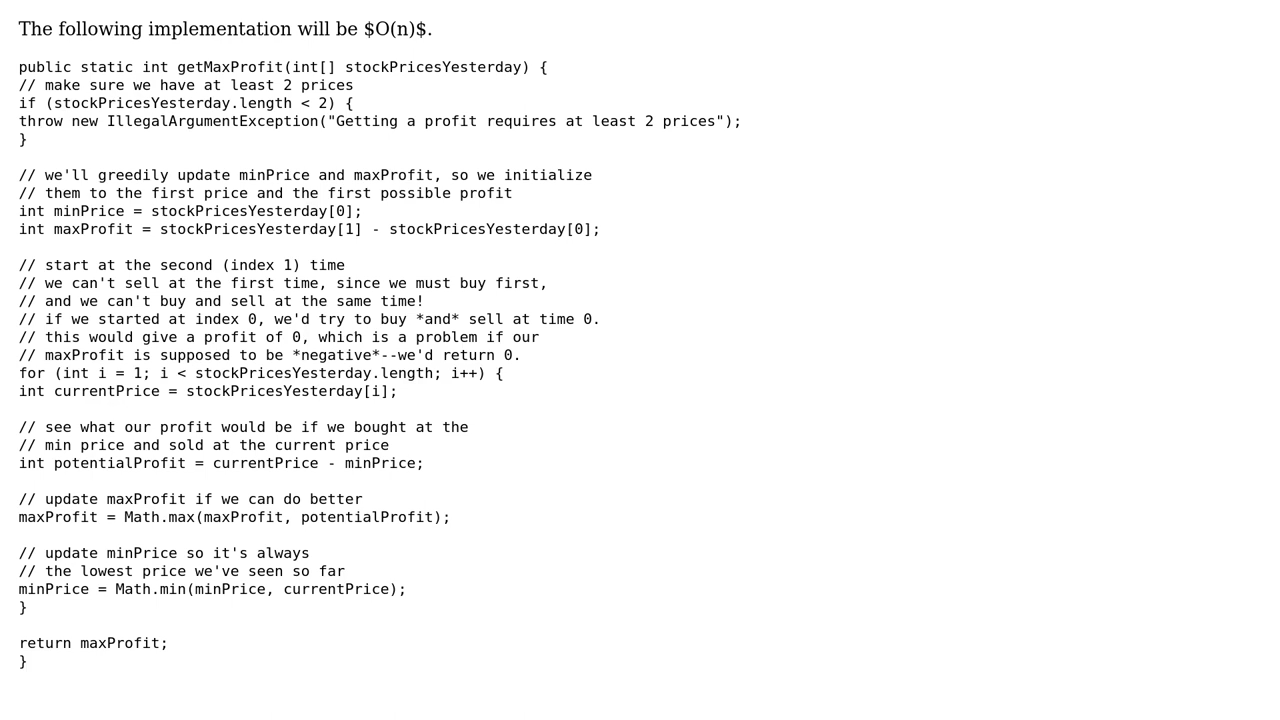 The following implementation will be $O(n)$.
public static int getMaxProfit(int[] stockPricesYesterday) {
// make sure we have at least 2 prices
if (stockPricesYesterday.length < 2) {
throw new IllegalArgumentException("Getting a profit requires at least 2 prices");
}
// we'll greedily update minPrice and maxProfit, so we initialize
// them to the first price and the first possible profit
int minPrice = stockPricesYesterday[0];
int maxProfit = stockPricesYesterday[1] - stockPricesYesterday[0];
// start at the second (index 1) time
// we can't sell at the first time, since we must buy first,
// and we can't buy and sell at the same time!
// if we started at index 0, we'd try to buy *and* sell at time 0.
// this would give a profit of 0, which is a problem if our
// maxProfit is supposed to be *negative*--we'd return 0.
for (int i = 1; i < stockPricesYesterday.length; i++) {
int currentPrice = stockPricesYesterday[i];
// see what our profit would be if we bought at the
// min price and sold at the current price
int potentialProfit = currentPrice - minPrice;
// update maxProfit if we can do better
maxProfit = Math.max(maxProfit, potentialProfit);
// update minPrice so it's always
// the lowest price we've seen so far
minPrice = Math.min(minPrice, currentPrice);
}
return maxProfit;
}